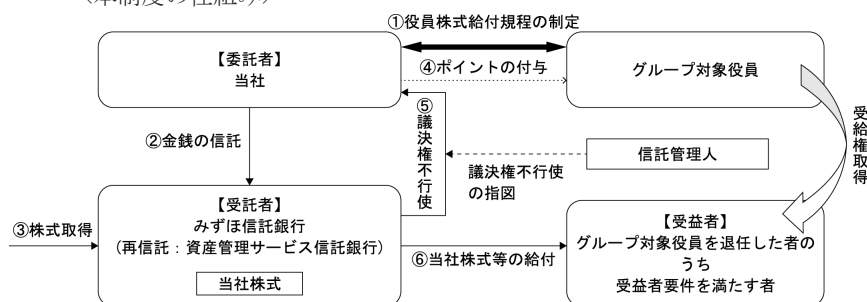 〈本制度の仕組み〉
①役員株式給付規程の制定
【委託者】
当社
④ポイントの付与
グループ対象役員
⑤議決権不行使
受給権取得
②金銭の信託
議決権不行使
の指図
信託管理人
【受託者】
みずほ信託銀行
(再信託：資産管理サービス信託銀行)
当社株式
③株式取得
⑥当社株式等の給付
【受益者】
グループ対象役員を退任した者の
うち
受益者要件を満たす者